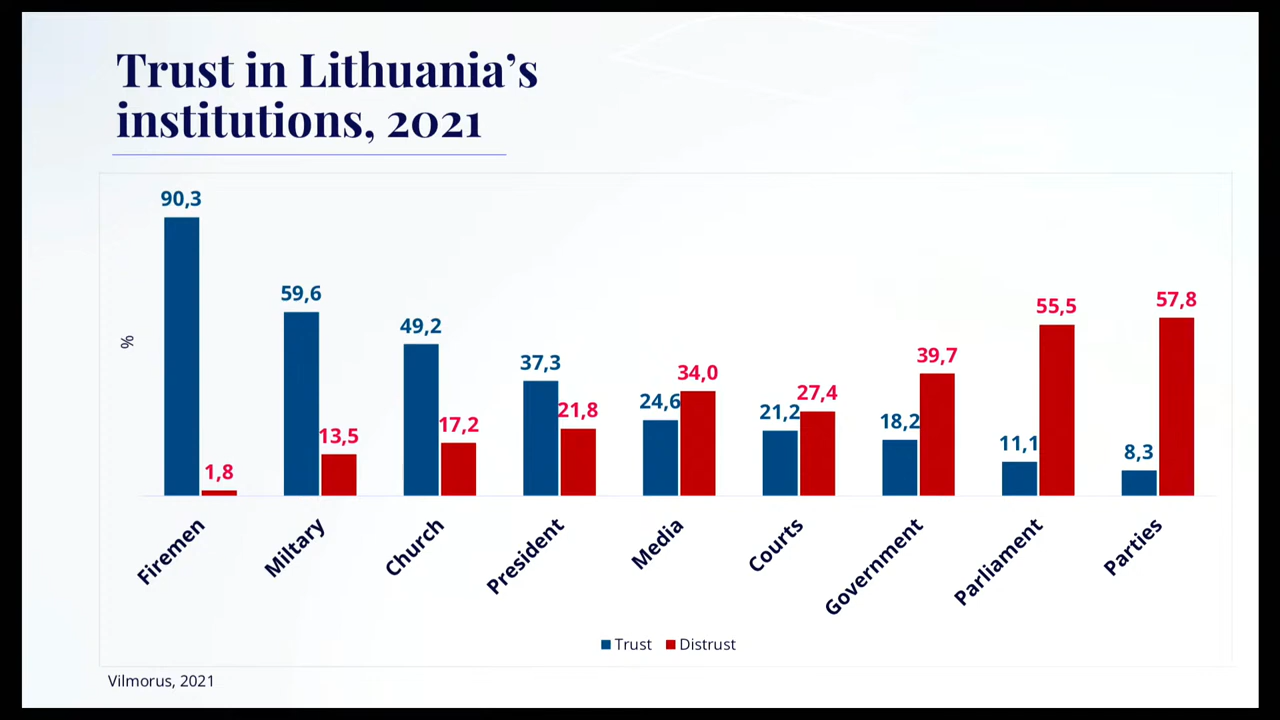 Trust in Lithuania’s
institutions, 2021
90,3
59,6
49,2
37,3
24,6
21,2
18,2
11,1
8,3
1,8
13,5
17,2
21,8
34,0
27,4
39,7
55,5
57,8
%
Firemen
Miltary
Church
President
Media
Courts
Government
Parliament
Parties
Trust
Distrust
Vilmorus, 2021